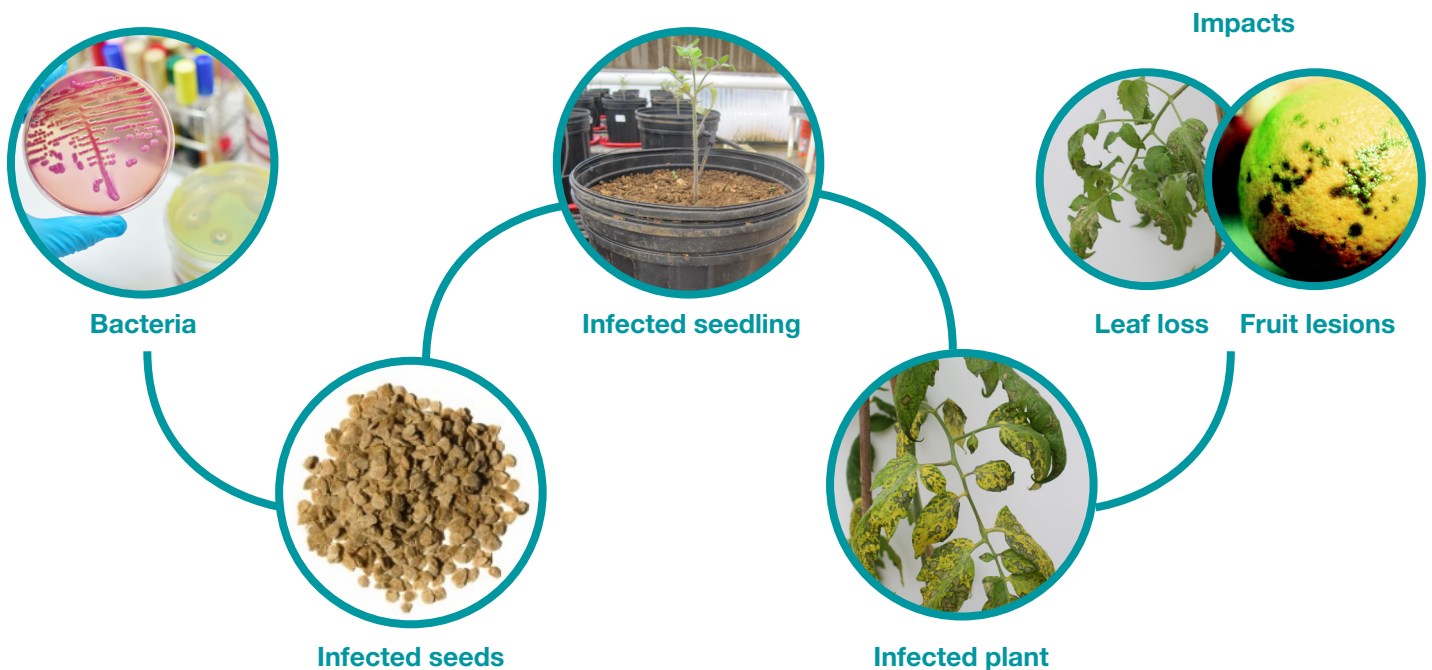 Impacts
Bacteria
Infected seeds
Infected seedling
Infected plant
Leaf loss
Fruit lesions